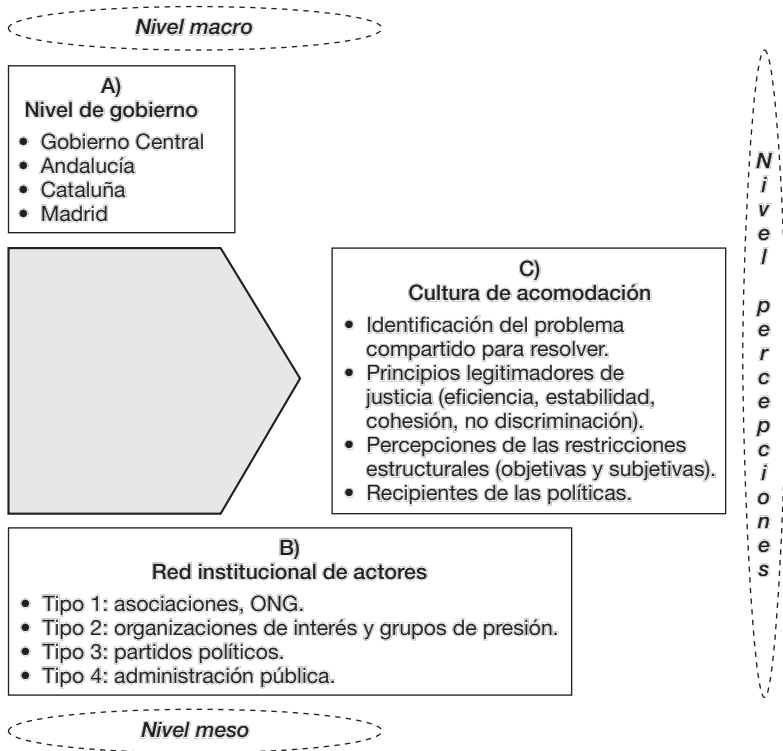 Nivel macro
A)
Nivel de gobierno
• Gobierno Central
• Andalucía
• Cataluña
• Madrid
C)
Cultura de acomodación
• Identificación del problema
compartido para resolver.
• Principios legitimadores de
justicia (eficiencia, estabilidad,
cohesión, no discriminación).
• Percepciones de las restricciones
estructurales (objetivas y subjetivas).
• Recipientes de las políticas.
Nivel percepciones
B)
Red institucional de actores
• Tipo 1: asociaciones, ONG.
• Tipo 2: organizaciones de interés y grupos de presión.
• Tipo 3: partidos políticos.
• Tipo 4: administración pública.
Nivel meso